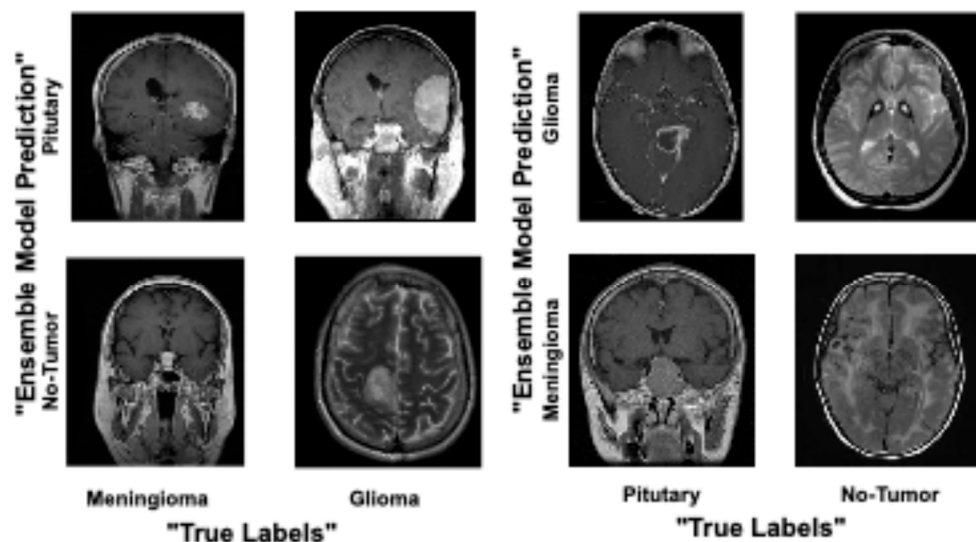 "Ensemble Model Prediction"
Pitutary
No-Tumor
Meningioma
Glioma
"True Labels"
"Ensemble Model Prediction"
Glioma
Meningioma
Pitutary
No-Tumor
"True Labels"